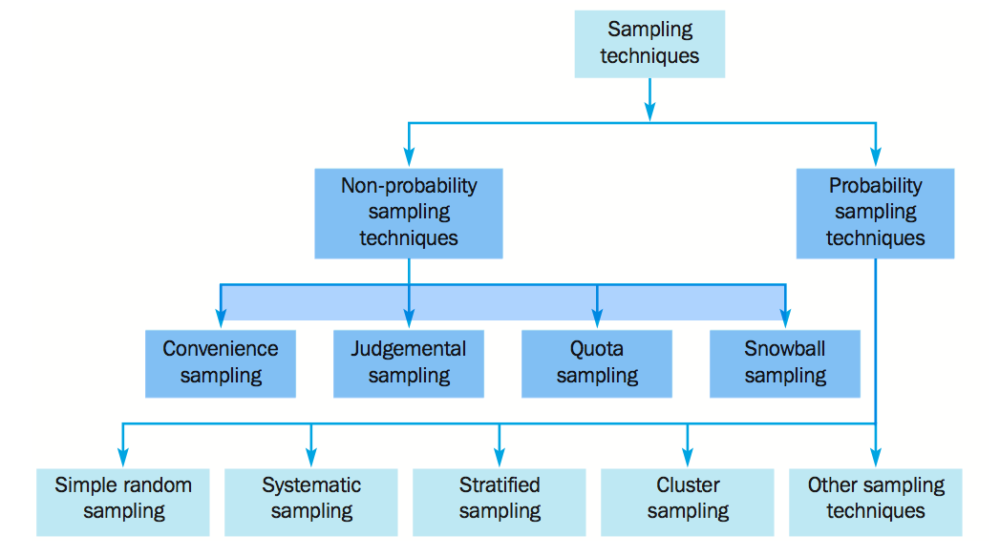 Sampling
techniques
Non-probability
sampling
techniques
Probability
sampling
techniques
Convenience
sampling
Judgemental
sampling
Quota
sampling
Snowball
sampling
Simple random
sampling
Systematic
sampling
Stratified
sampling
Cluster
sampling
Other sampling
techniques